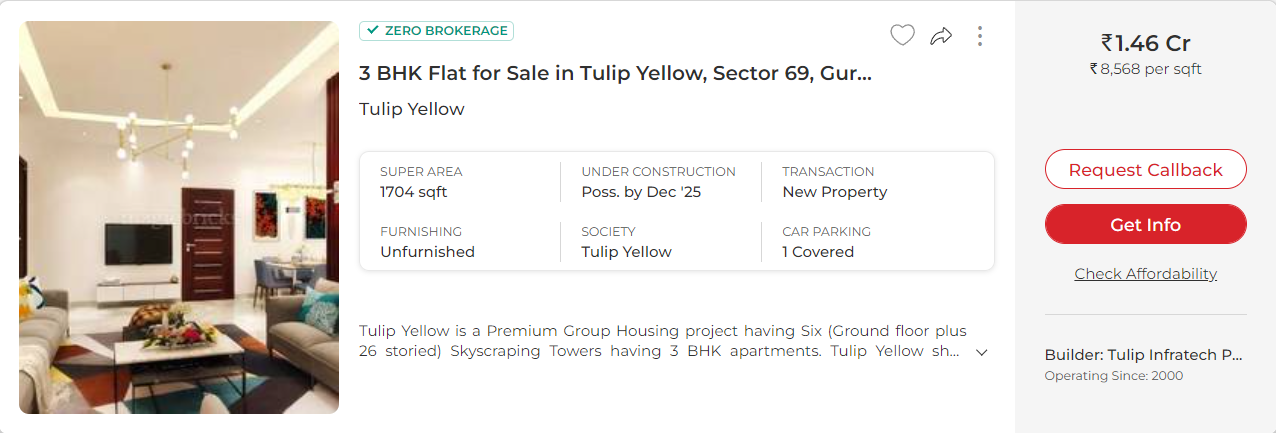 ZERO BROKERAGE
3 BHK Flat for Sale in Tulip Yellow, Sector 69, Gur...
Tulip Yellow
SUPER AREA
1704 sqft
UNDER CONSTRUCTION
Poss. by Dec '25
TRANSACTION
New Property
FURNISHING
Unfurnished
SOCIETY
Tulip Yellow
CAR PARKING
1 Covered
Tulip Yellow is a Premium Group Housing project having Six (Ground floor plus
26 storied) Skyscraping Towers having 3 BHK apartments. Tulip Yellow sh...
₹1.46 Cr
₹8,568 per sqft
Request Callback
Get Info
Check Affordability
Builder: Tulip Infratech P...
Operating Since: 2000